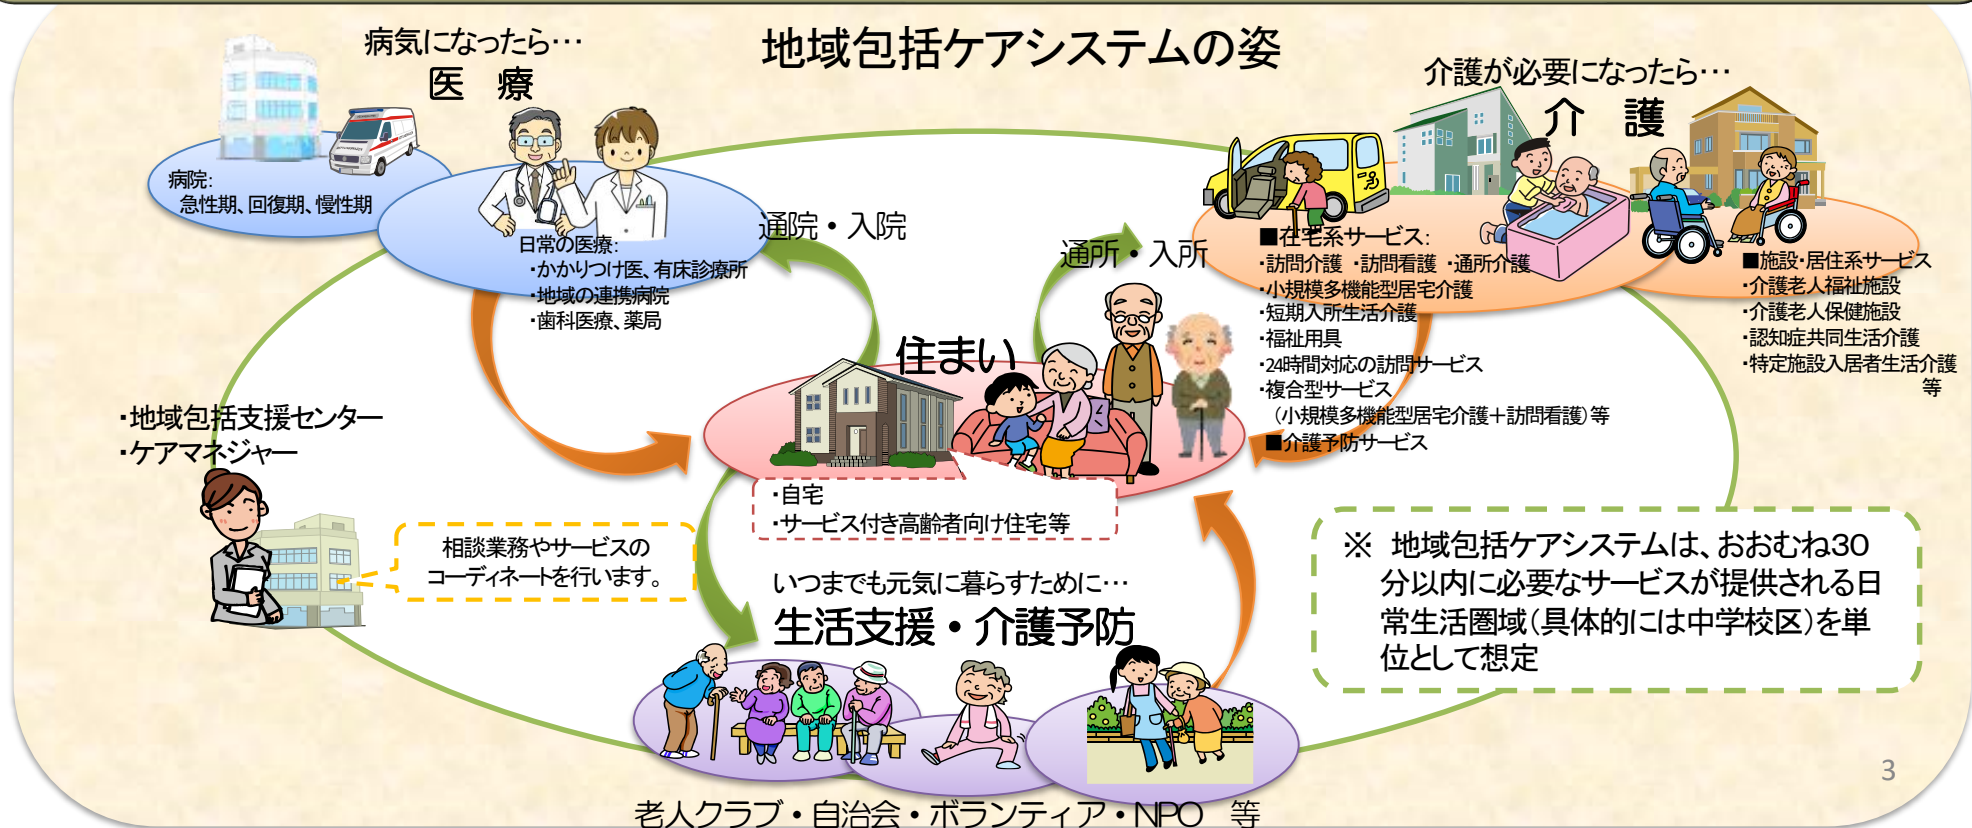 地域包括ケアシステムの姿
病気になったら…
医　療
病院:
急性期、回復期、慢性期
日常の医療:
・かかりつけ医、有床診療所
・地域の連携病院
・歯科医療、薬局
通院・入院
通所・入所
介護が必要になったら…
介　護
■在宅系サービス:
・訪問介護 ・訪問看護 ・通所介護
・小規模多機能型居宅介護
・短期入所生活介護
・福祉用具
・24時間対応の訪問サービス
・複合型サービス
（小規模多機能型居宅介護＋訪問看護）等
■介護予防サービス
■施設・居住系サービス
・介護老人福祉施設
・介護老人保健施設
・認知症共同生活介護
・特定施設入居者生活介護
等
住まい
・自宅
・サービス付き高齢者向け住宅等
・地域包括支援センター
・ケアマネジャー
相談業務やサービスの
コーディネートを行います。
いつまでも元気に暮らすために…
生活支援・介護予防
老人クラブ・自治会・ボランティア・NPO　等
※　地域包括ケアシステムは、おおむね30
分以内に必要なサービスが提供される日
常生活圏域（具体的には中学校区）を単
位として想定
3